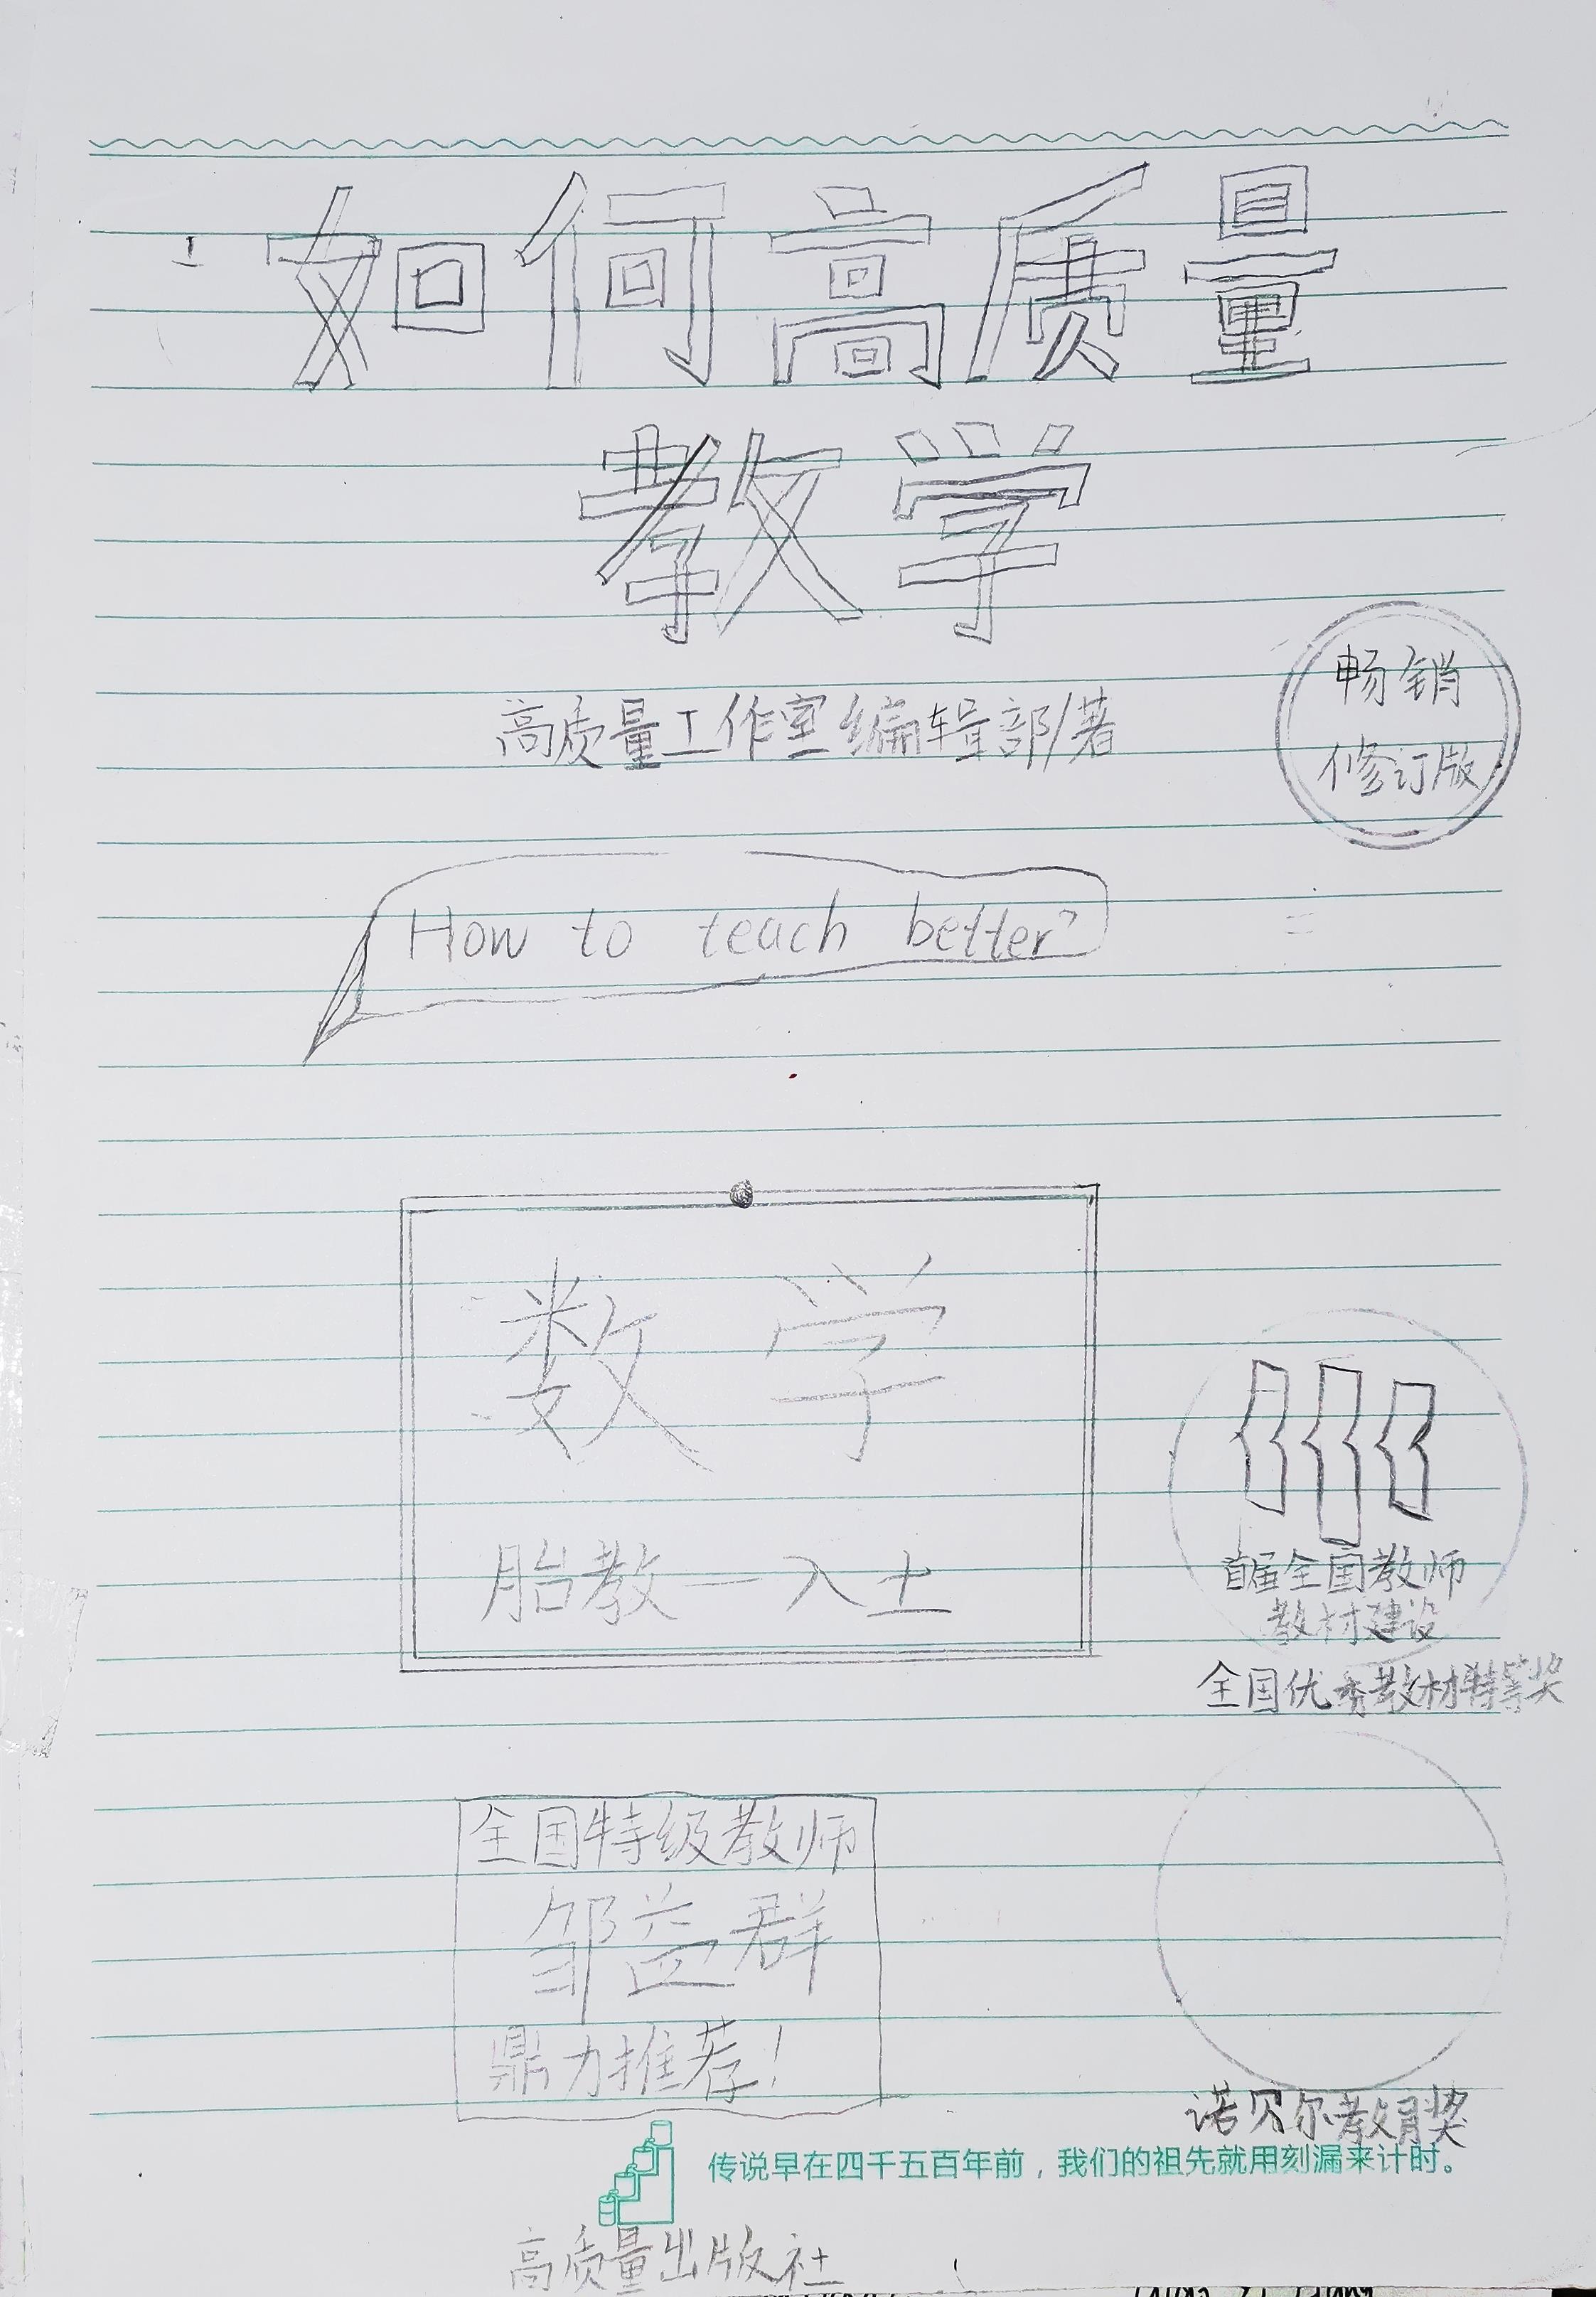 如何高质量
教学
高质量工作室编辑部/著
畅销
修订版
How to teach better?
数学
胎教—入土
首届全国教师
教材建设
全国优秀教材特等奖
全国特级教师
邹益群
鼎力推荐!
诺贝尔教育奖
传说早在四千五百年前，我们的祖先就用刻漏来计时。
高质量出版社